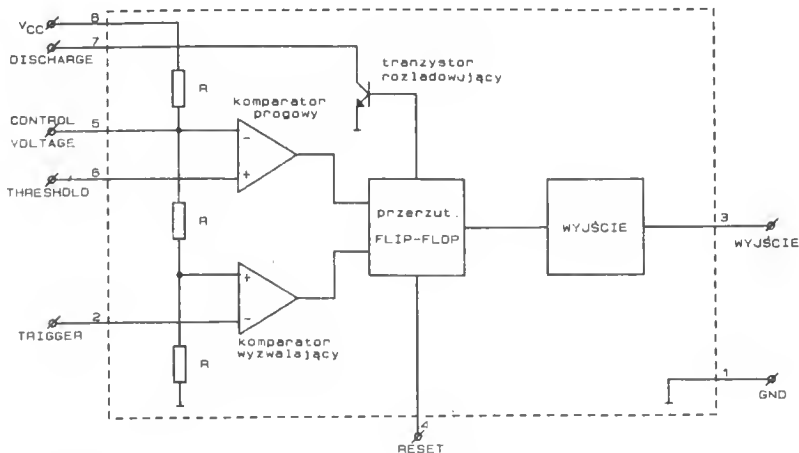 VCC
8
7
DISCHARGE
tranzystor
rozladowujący
R
komparator
progowy
CONTROL
5
VOLTAGE
-
+
6
THRESHOLD
R
przerzut.
FLIP-FLOP
WYJŚCIE
3
WYJŚCIE
+
-
2
TRIGGER
komparator
wyzwalający
R
1
GND
4
RESET